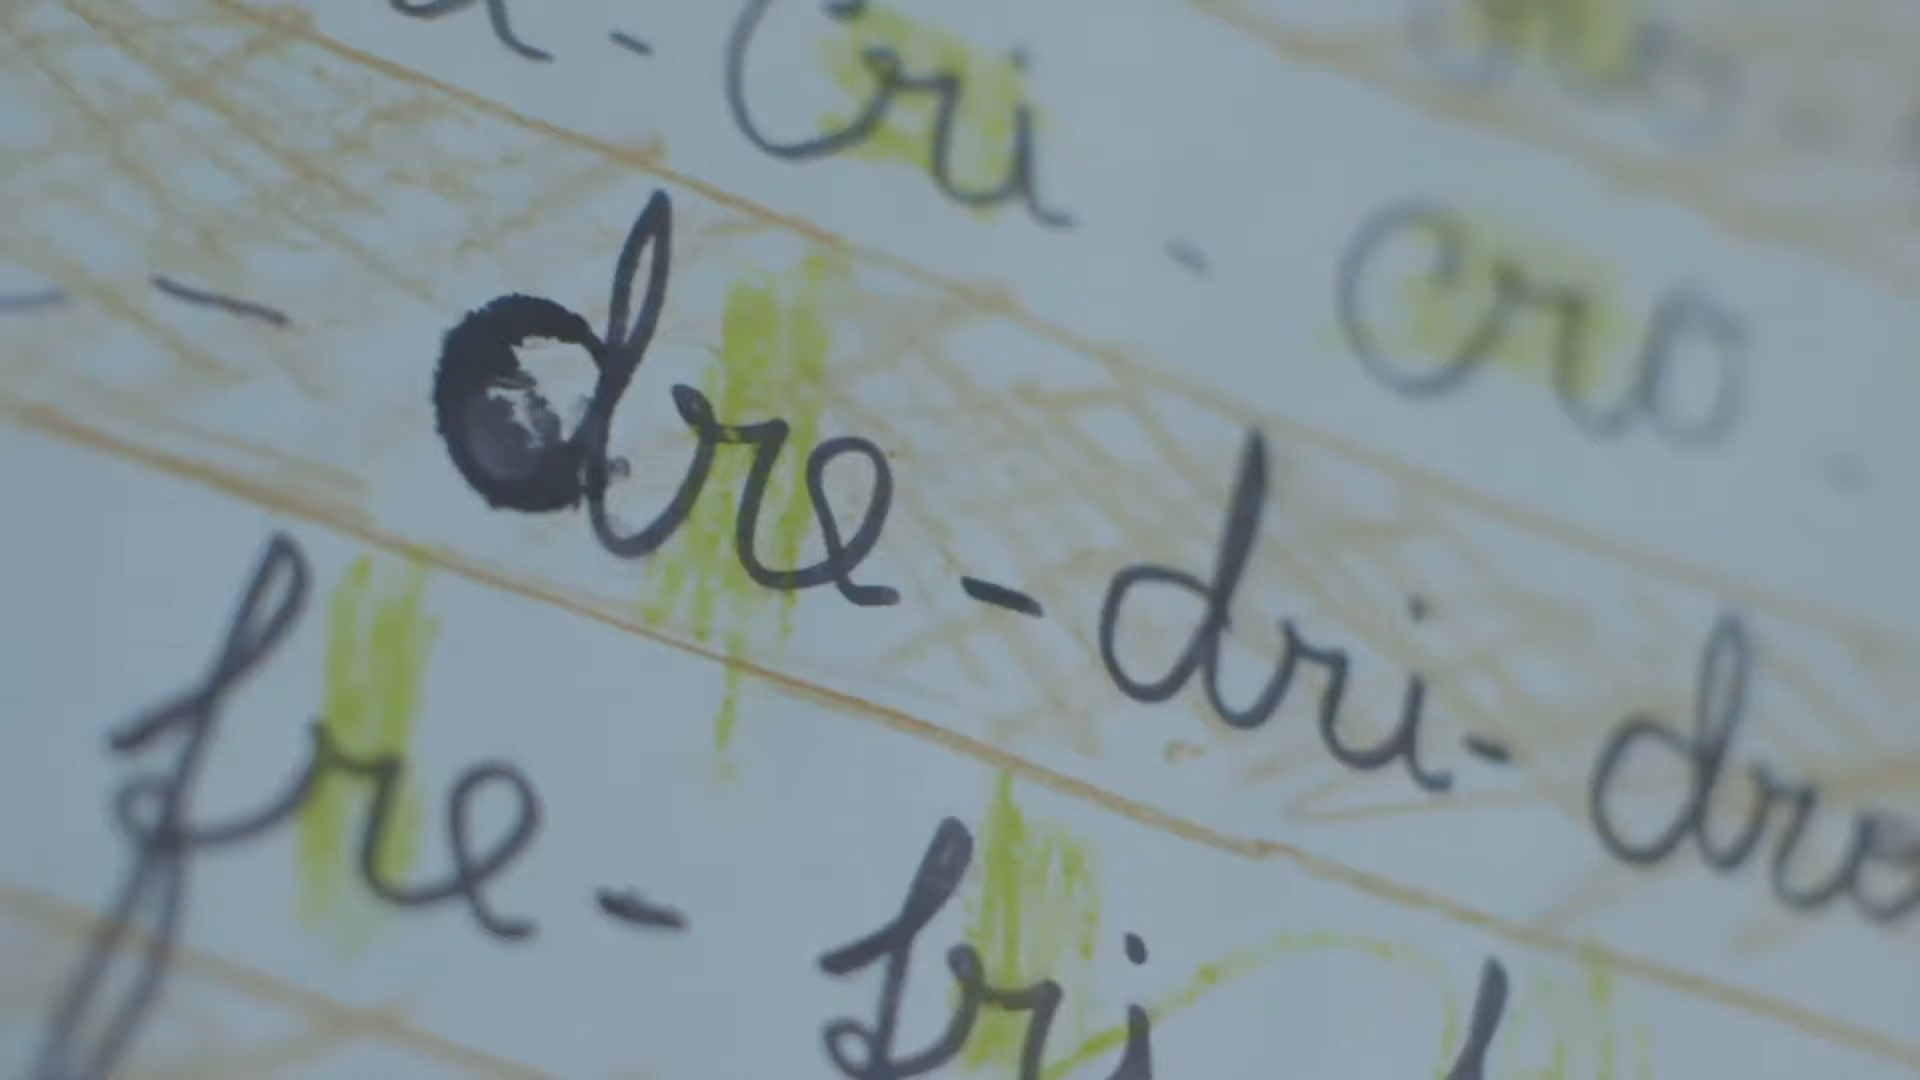 - Cri - cro
- dre - dri - dro
fre - fri